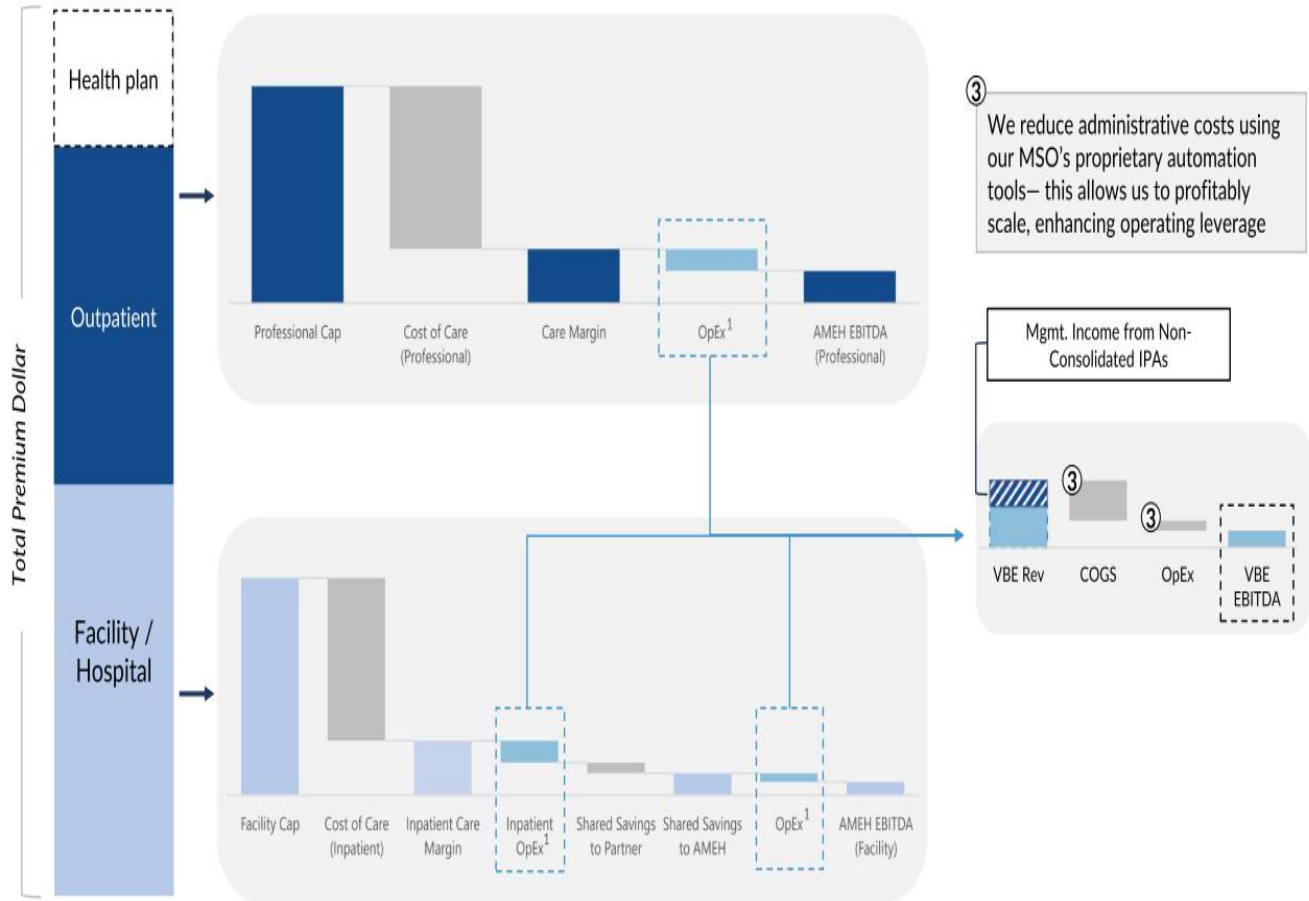 Total Premium Dollar
Health plan
Outpatient
Facility /
Hospital
Professional Cap
Cost of Care
(Professional)
Care Margin
OpEx¹
AMEH EBITDA
(Professional)
③
We reduce administrative costs using
our MSO’s proprietary automation
tools— this allows us to profitably
scale, enhancing operating leverage
Mgmt. Income from Non-
Consolidated IPAs
③
③
VBE Rev
COGS
OpEx
VBE
EBITDA
Facility Cap
Cost of Care
(Inpatient)
Inpatient Care
Margin
Inpatient
OpEx¹
Shared Savings
to Partner
Shared Savings
to AMEH
OpEx¹
AMEH EBITDA
(Facility)